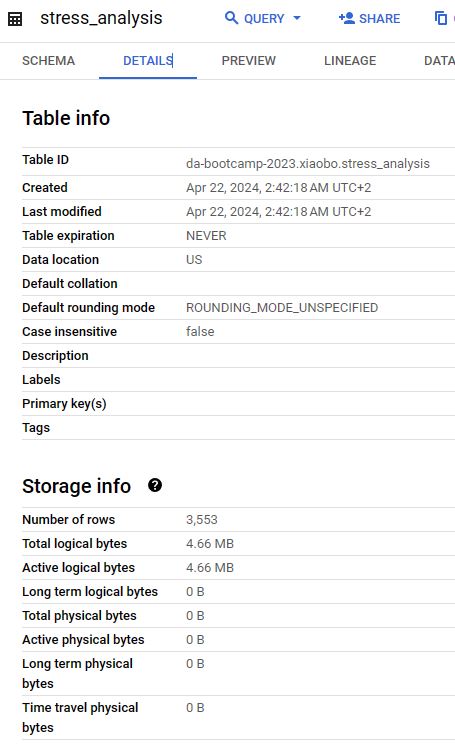 stress_analysis QUERY SHARE
SCHEMA DETAILS PREVIEW LINEAGE DATA
Table info
Table ID da-bootcamp-2023.xiaobo.stress_analysis
Created Apr 22, 2024, 2:42:18 AM UTC+2
Last modified Apr 22, 2024, 2:42:18 AM UTC+2
Table expiration NEVER
Data location US
Default collation
Default rounding mode ROUNDING_MODE_UNSPECIFIED
Case insensitive false
Description
Labels
Primary key(s)
Tags
Storage info ?
Number of rows 3,553
Total logical bytes 4.66 MB
Active logical bytes 4.66 MB
Long term logical bytes 0 B
Total physical bytes 0 B
Active physical bytes 0 B
Long term physical 0 B
bytes
Time travel physical 0 B
bytes